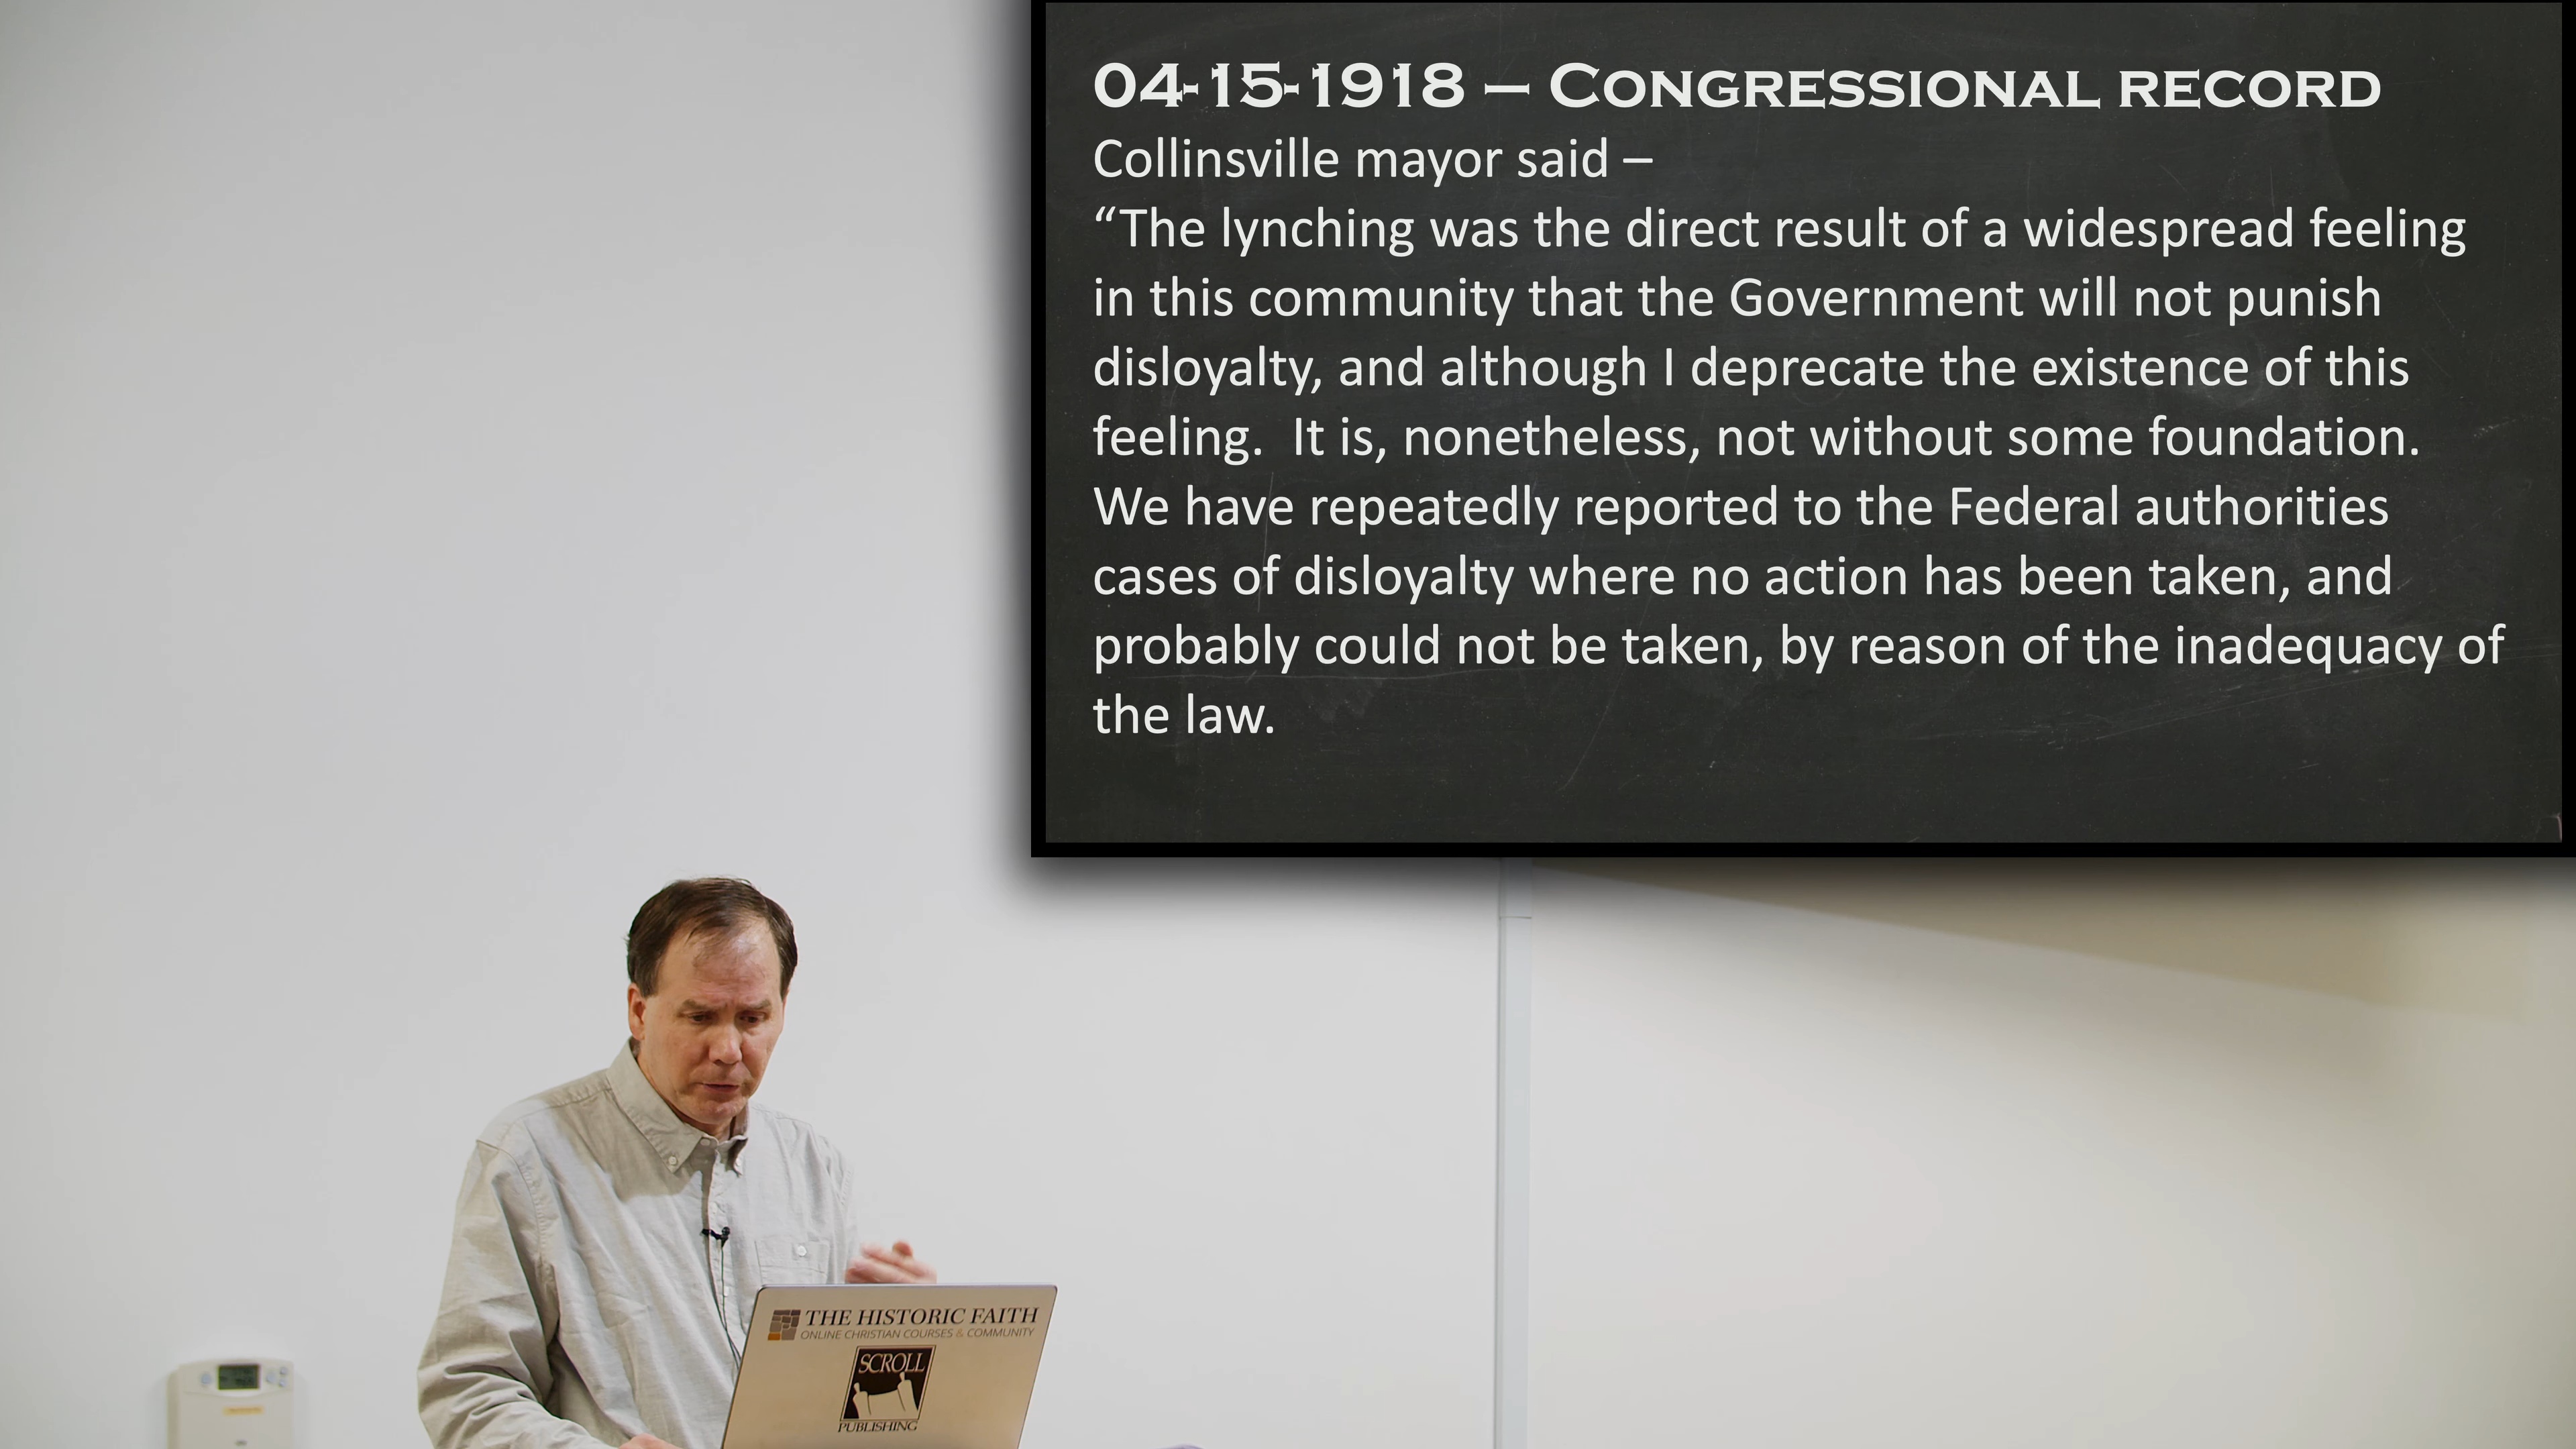 04-15-1918 – CONGRESSIONAL RECORD
Collinsville mayor said –
“The lynching was the direct result of a widespread feeling
in this community that the Government will not punish
disloyalty, and although I deprecate the existence of this
feeling.  It is, nonetheless, not without some foundation.
We have repeatedly reported to the Federal authorities
cases of disloyalty where no action has been taken, and
probably could not be taken, by reason of the inadequacy of
the law.
THE HISTORIC FAITH
ONLINE CHRISTIAN COURSES & COMMUNITY
SCROLL
PUBLISHING